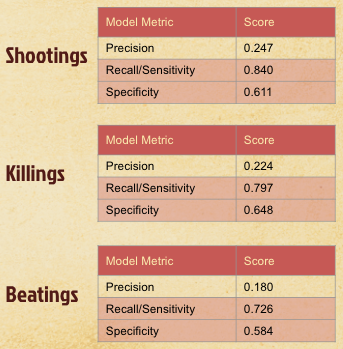 Shootings
Model Metric Score
Precision 0.247
Recall/Sensitivity 0.840
Specificity 0.611
Killings
Model Metric Score
Precision 0.224
Recall/Sensitivity 0.797
Specificity 0.648
Beatings
Model Metric Score
Precision 0.180
Recall/Sensitivity 0.726
Specificity 0.584